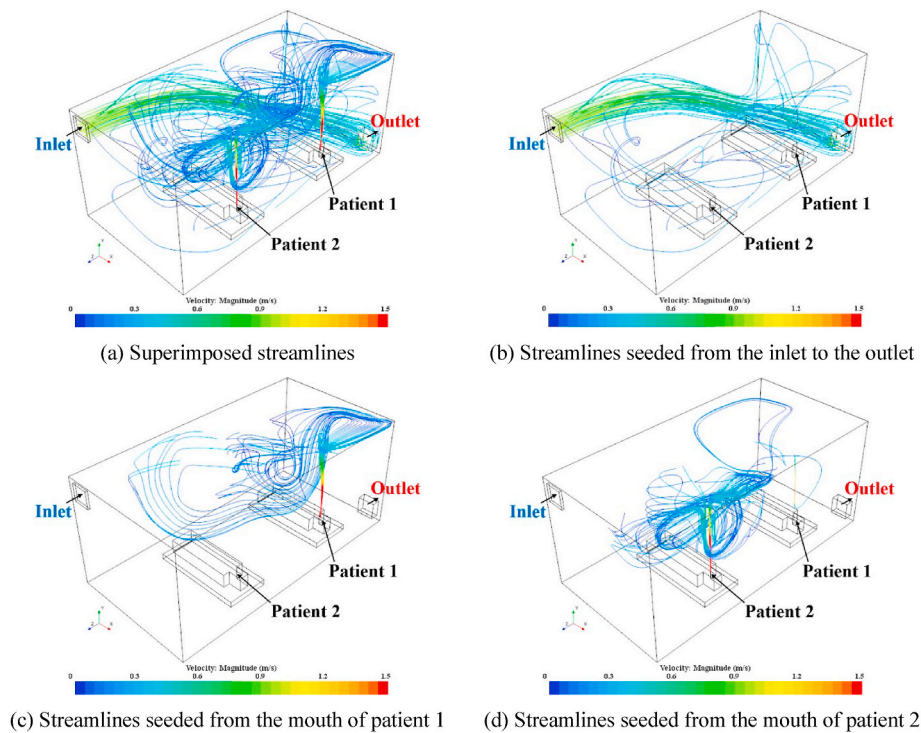 Inlet
Outlet
Patient 1
Patient 2
Y
Z
X
Velocity: Magnitude (m/s)
0 0.3 0.6 0.9 1.2 1.5
(a) Superimposed streamlines
Inlet
Outlet
Patient 1
Patient 2
Y
Z
X
Velocity: Magnitude (m/s)
0 0.3 0.6 0.9 1.2 1.5
(b) Streamlines seeded from the inlet to the outlet
Inlet
Outlet
Patient 1
Patient 2
Y
Z
X
Velocity: Magnitude (m/s)
0 0.3 0.6 0.9 1.2 1.5
(c) Streamlines seeded from the mouth of patient 1
Inlet
Outlet
Patient 1
Patient 2
Y
Z
X
Velocity: Magnitude (m/s)
0 0.3 0.6 0.9 1.2 1.5
(d) Streamlines seeded from the mouth of patient 2